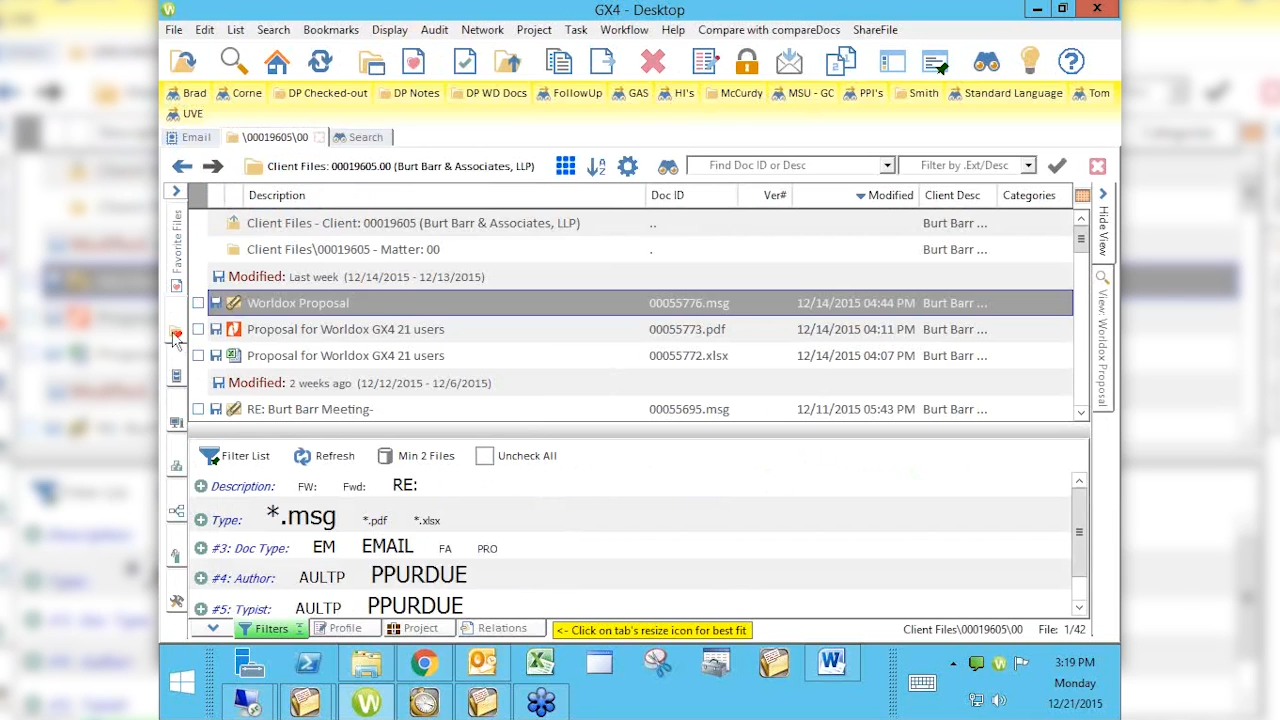 GX4 - Desktop
File Edit List Search Bookmarks Display Audit Network Project Task Workflow Help Compare with compareDocs ShareFile
Brad Corne DP Checked-out DP Notes DP WD Docs FollowUp GAS HI's McCurdy MSU - GC PPI's Smith Standard Language Tom
UVE
Email \00019605\00 Search
Client Files: 00019605.00 (Burt Barr & Associates, LLP) Find Doc ID or Desc Filter by .Ext/Desc
Description Doc ID Ver# Modified Client Desc Categories
Client Files - Client: 00019605 (Burt Barr & Associates, LLP) .. Burt Barr ...
Client Files\00019605 - Matter: 00 . Burt Barr ...
Modified: Last week (12/14/2015 - 12/13/2015)
Worldox Proposal 00055776.msg 12/14/2015 04:44 PM Burt Barr ...
Proposal for Worldox GX4 21 users 00055773.pdf 12/14/2015 04:11 PM Burt Barr ...
Proposal for Worldox GX4 21 users 00055772.xlsx 12/14/2015 04:07 PM Burt Barr ...
Modified: 2 weeks ago (12/12/2015 - 12/6/2015)
RE: Burt Barr Meeting- 00055695.msg 12/11/2015 05:43 PM Burt Barr ...
Favorite Files
Hide View
View: Worldox Proposal
Filter List Refresh Min 2 Files Uncheck All
Description: FW: Fwd: RE:
Type: *.msg *.pdf *.xlsx
#3: Doc Type: EM EMAIL FA PRO
#4: Author: AULTP PPURDUE
#5: Typist: AULTP PPURDUE
Filters Profile Project Relations <- Click on tab's resize icon for best fit Client Files\00019605\00 File: 1/42
3:19 PM
Monday
12/21/2015